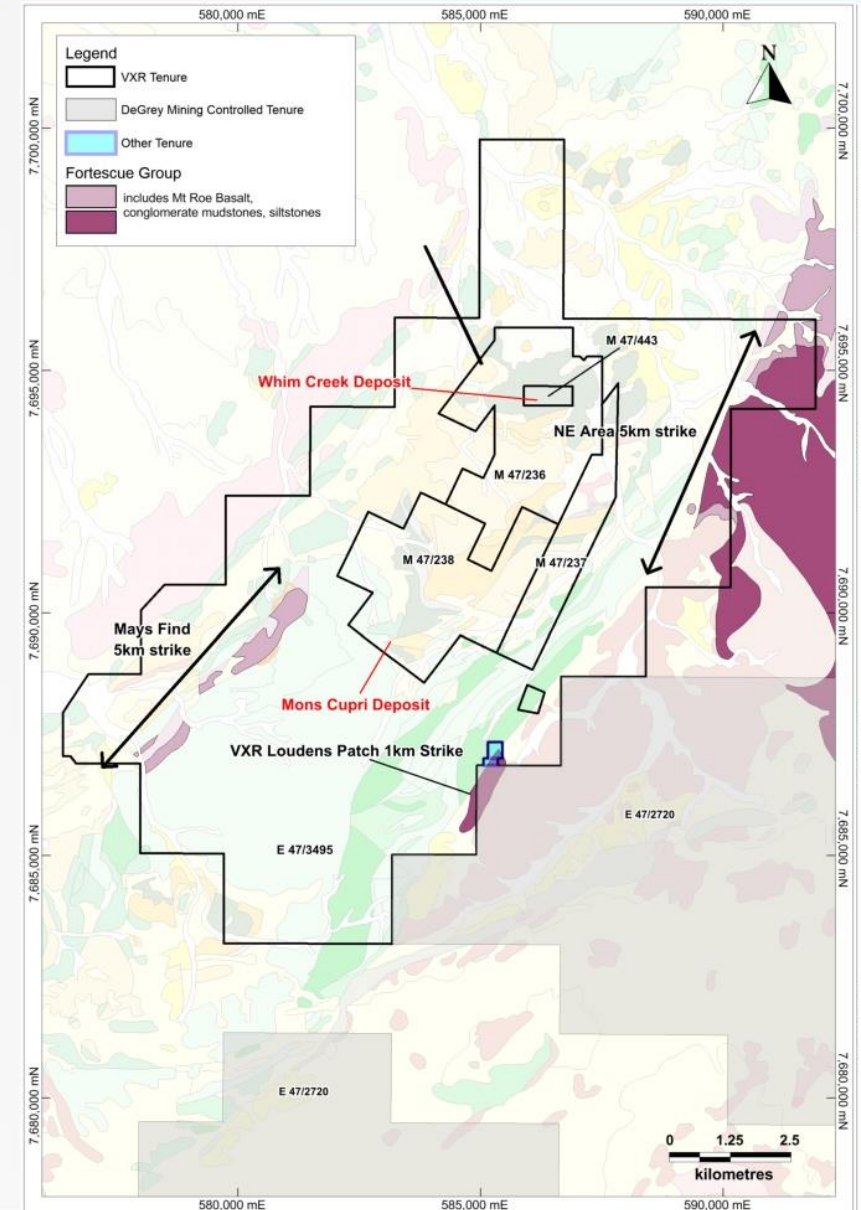 580,000 mE
585,000 mE
590,000 mE
Legend
VXR Tenure
DeGrey Mining Controlled Tenure
Other Tenure
Fortescue Group
includes Mt Roe Basalt,
conglomerate mudstones, siltstones
N
7,700,000 mN
7,700,000 mN
M 47/443
7,695,000 mN
7,695,000 mN
Whim Creek Deposit
NE Area 5km strike
M 47/236
M 47/238
M 47/237
7,690,000 mN
7,690,000 mN
Mays Find
5km strike
Mons Cupri Deposit
VXR Loudens Patch 1km Strike
E 47/2720
7,685,000 mN
7,685,000 mN
E 47/3495
E 47/2720
7,680,000 mN
7,680,000 mN
0 1.25 2.5
kilometres
580,000 mE
585,000 mE
590,000 mE